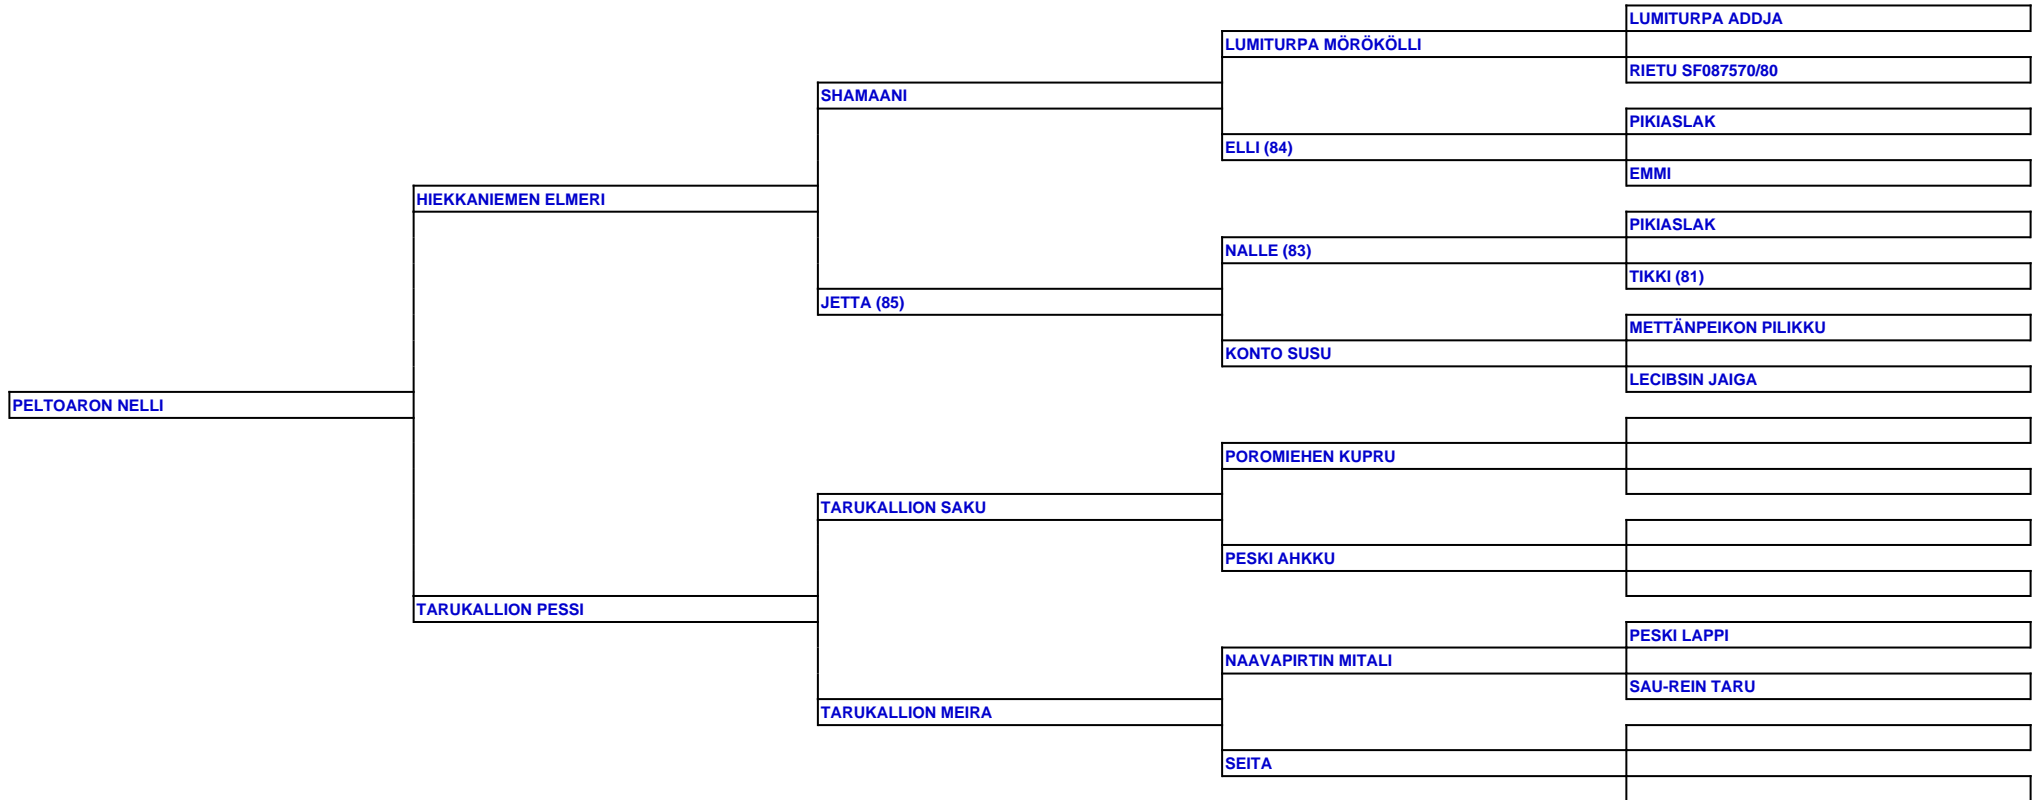 LUMITURPA ADDJA
LUMITURPA MÖRÖKÖLLI
RIETU SF087570/80
SHAMAANI
PIKIASLAK
ELLI (84)
EMMI
HIEKKANIEMEN ELMERI
PIKIASLAK
NALLE (83)
TIKKI (81)
JETTA (85)
METTÄNPEIKON PILIKKU
KONTO SUSU
LECIBSIN JAIGA
PELTOARON NELLI
POROMIEHEN KUPRU
TARUKALLION SAKU
PESKI AHKKU
TARUKALLION PESSI
PESKI LAPPI
NAAVAPIRTIN MITALI
SAU-REIN TARU
TARUKALLION MEIRA
SEITA